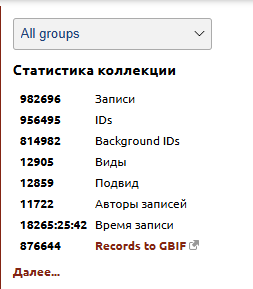 All groups
Статистика коллекции
982696 Записи
956495 IDs
814982 Background IDs
12905 Виды
12859 Подвид
11722 Авторы записей
18265:25:42 Время записи
876644 Records to GBIF
Далее...